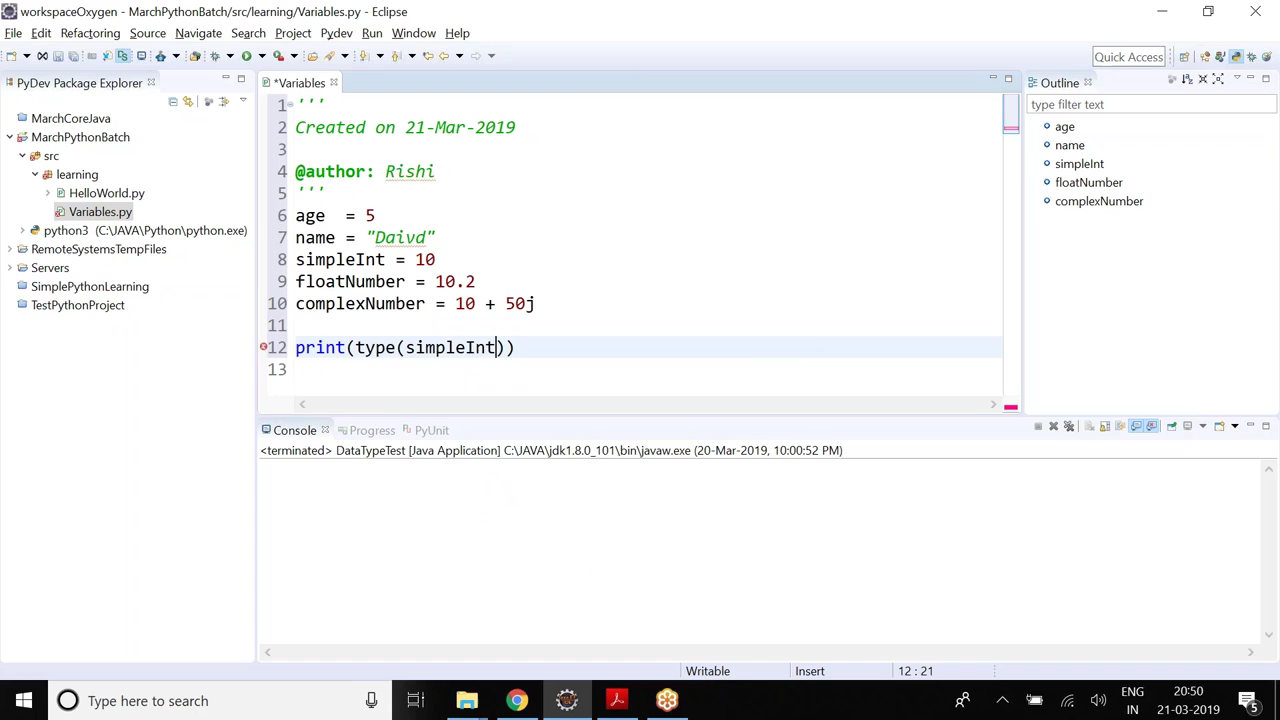 workspaceOxygen - MarchPythonBatch/src/learning/Variables.py - Eclipse
File Edit Refactoring Source Navigate Search Project Pydev Run Window Help
Quick Access
PyDev Package Explorer
MarchCoreJava
MarchPythonBatch
src
learning
HelloWorld.py
Variables.py
python3 (C:\JAVA\Python\python.exe)
RemoteSystemsTempFiles
Servers
SimplePythonLearning
TestPythonProject
*Variables
1 '''
2 Created on 21-Mar-2019
3
4 @author: Rishi
5 '''
6 age  = 5
7 name = "Daivd"
8 simpleInt = 10
9 floatNumber = 10.2
10 complexNumber = 10 + 50j
11
12 print(type(simpleInt))
13
Outline
type filter text
age
name
simpleInt
floatNumber
complexNumber
Console Progress PyUnit
<terminated> DataTypeTest [Java Application] C:\JAVA\jdk1.8.0_101\bin\javaw.exe (20-Mar-2019, 10:00:52 PM)
Writable Insert 12 : 21
Type here to search
ENG
IN
20:50
21-03-2019
5